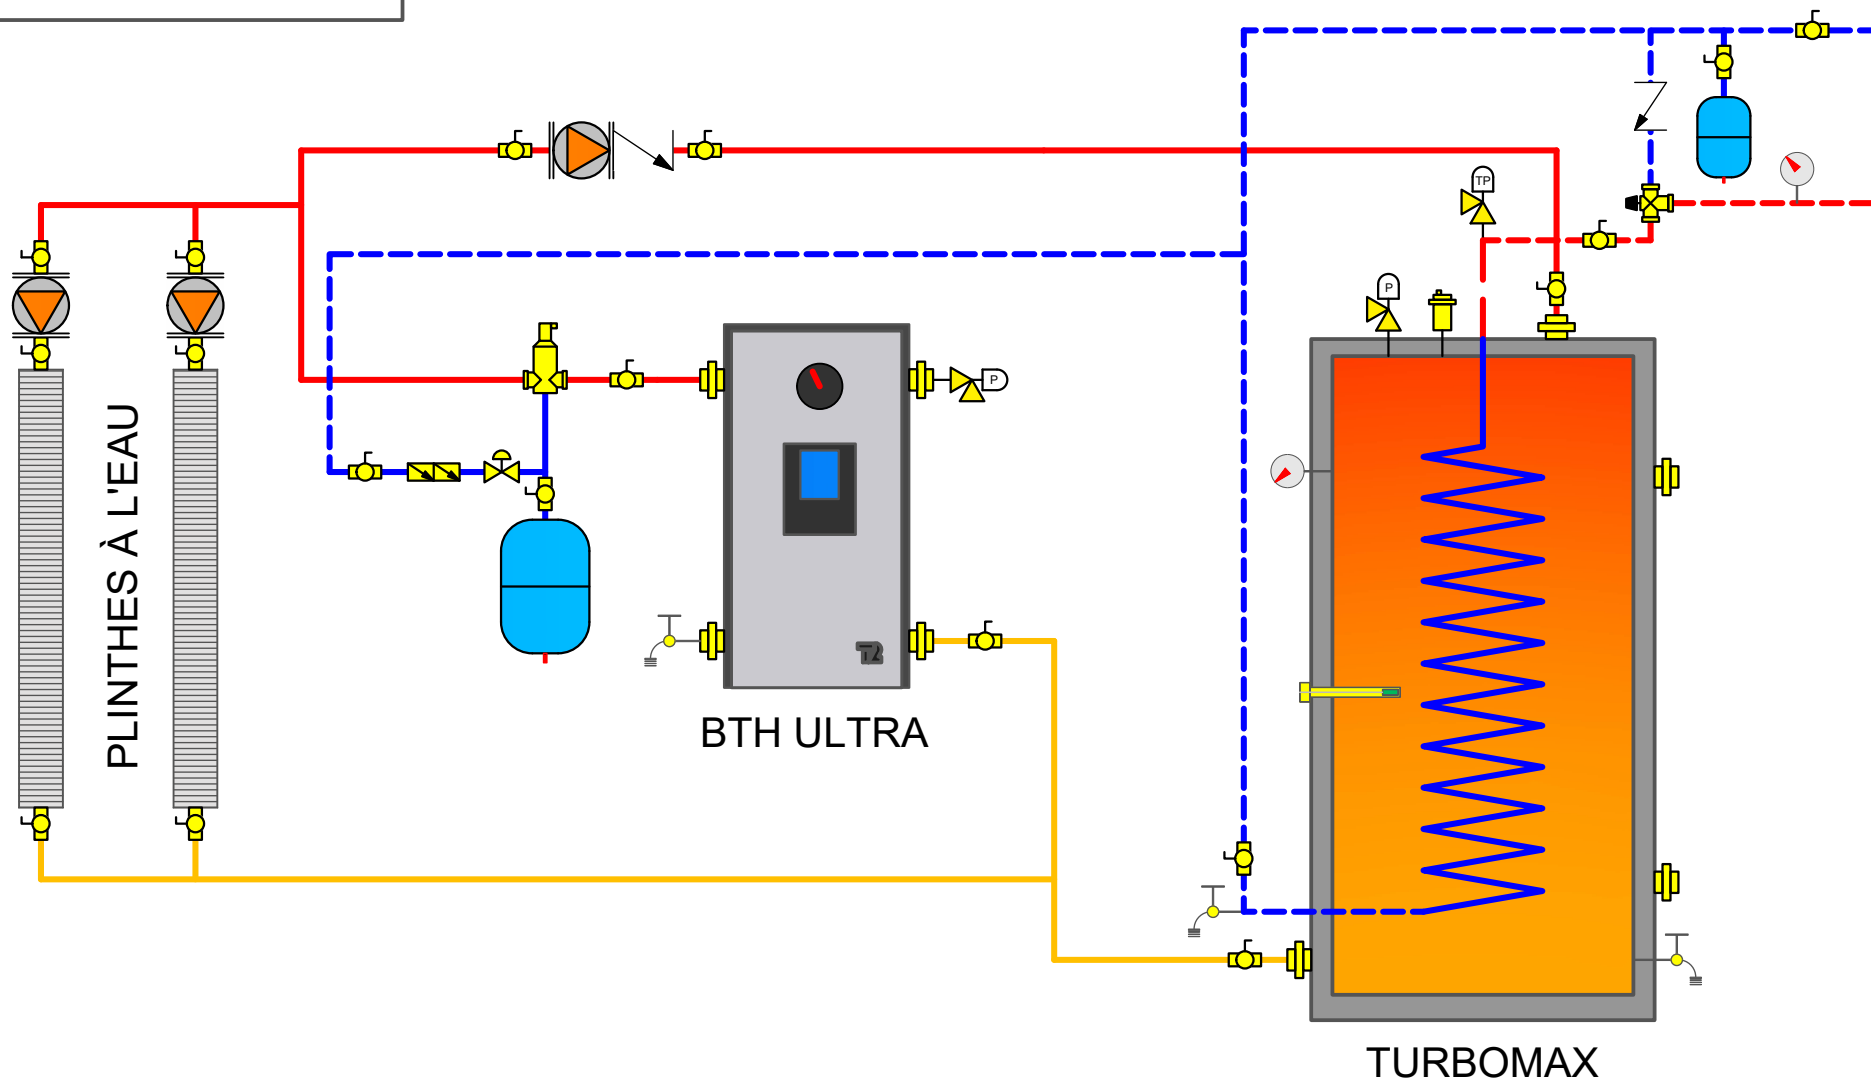 TP
P
P
PLINTHES À L'EAU
BTH ULTRA
TURBOMAX